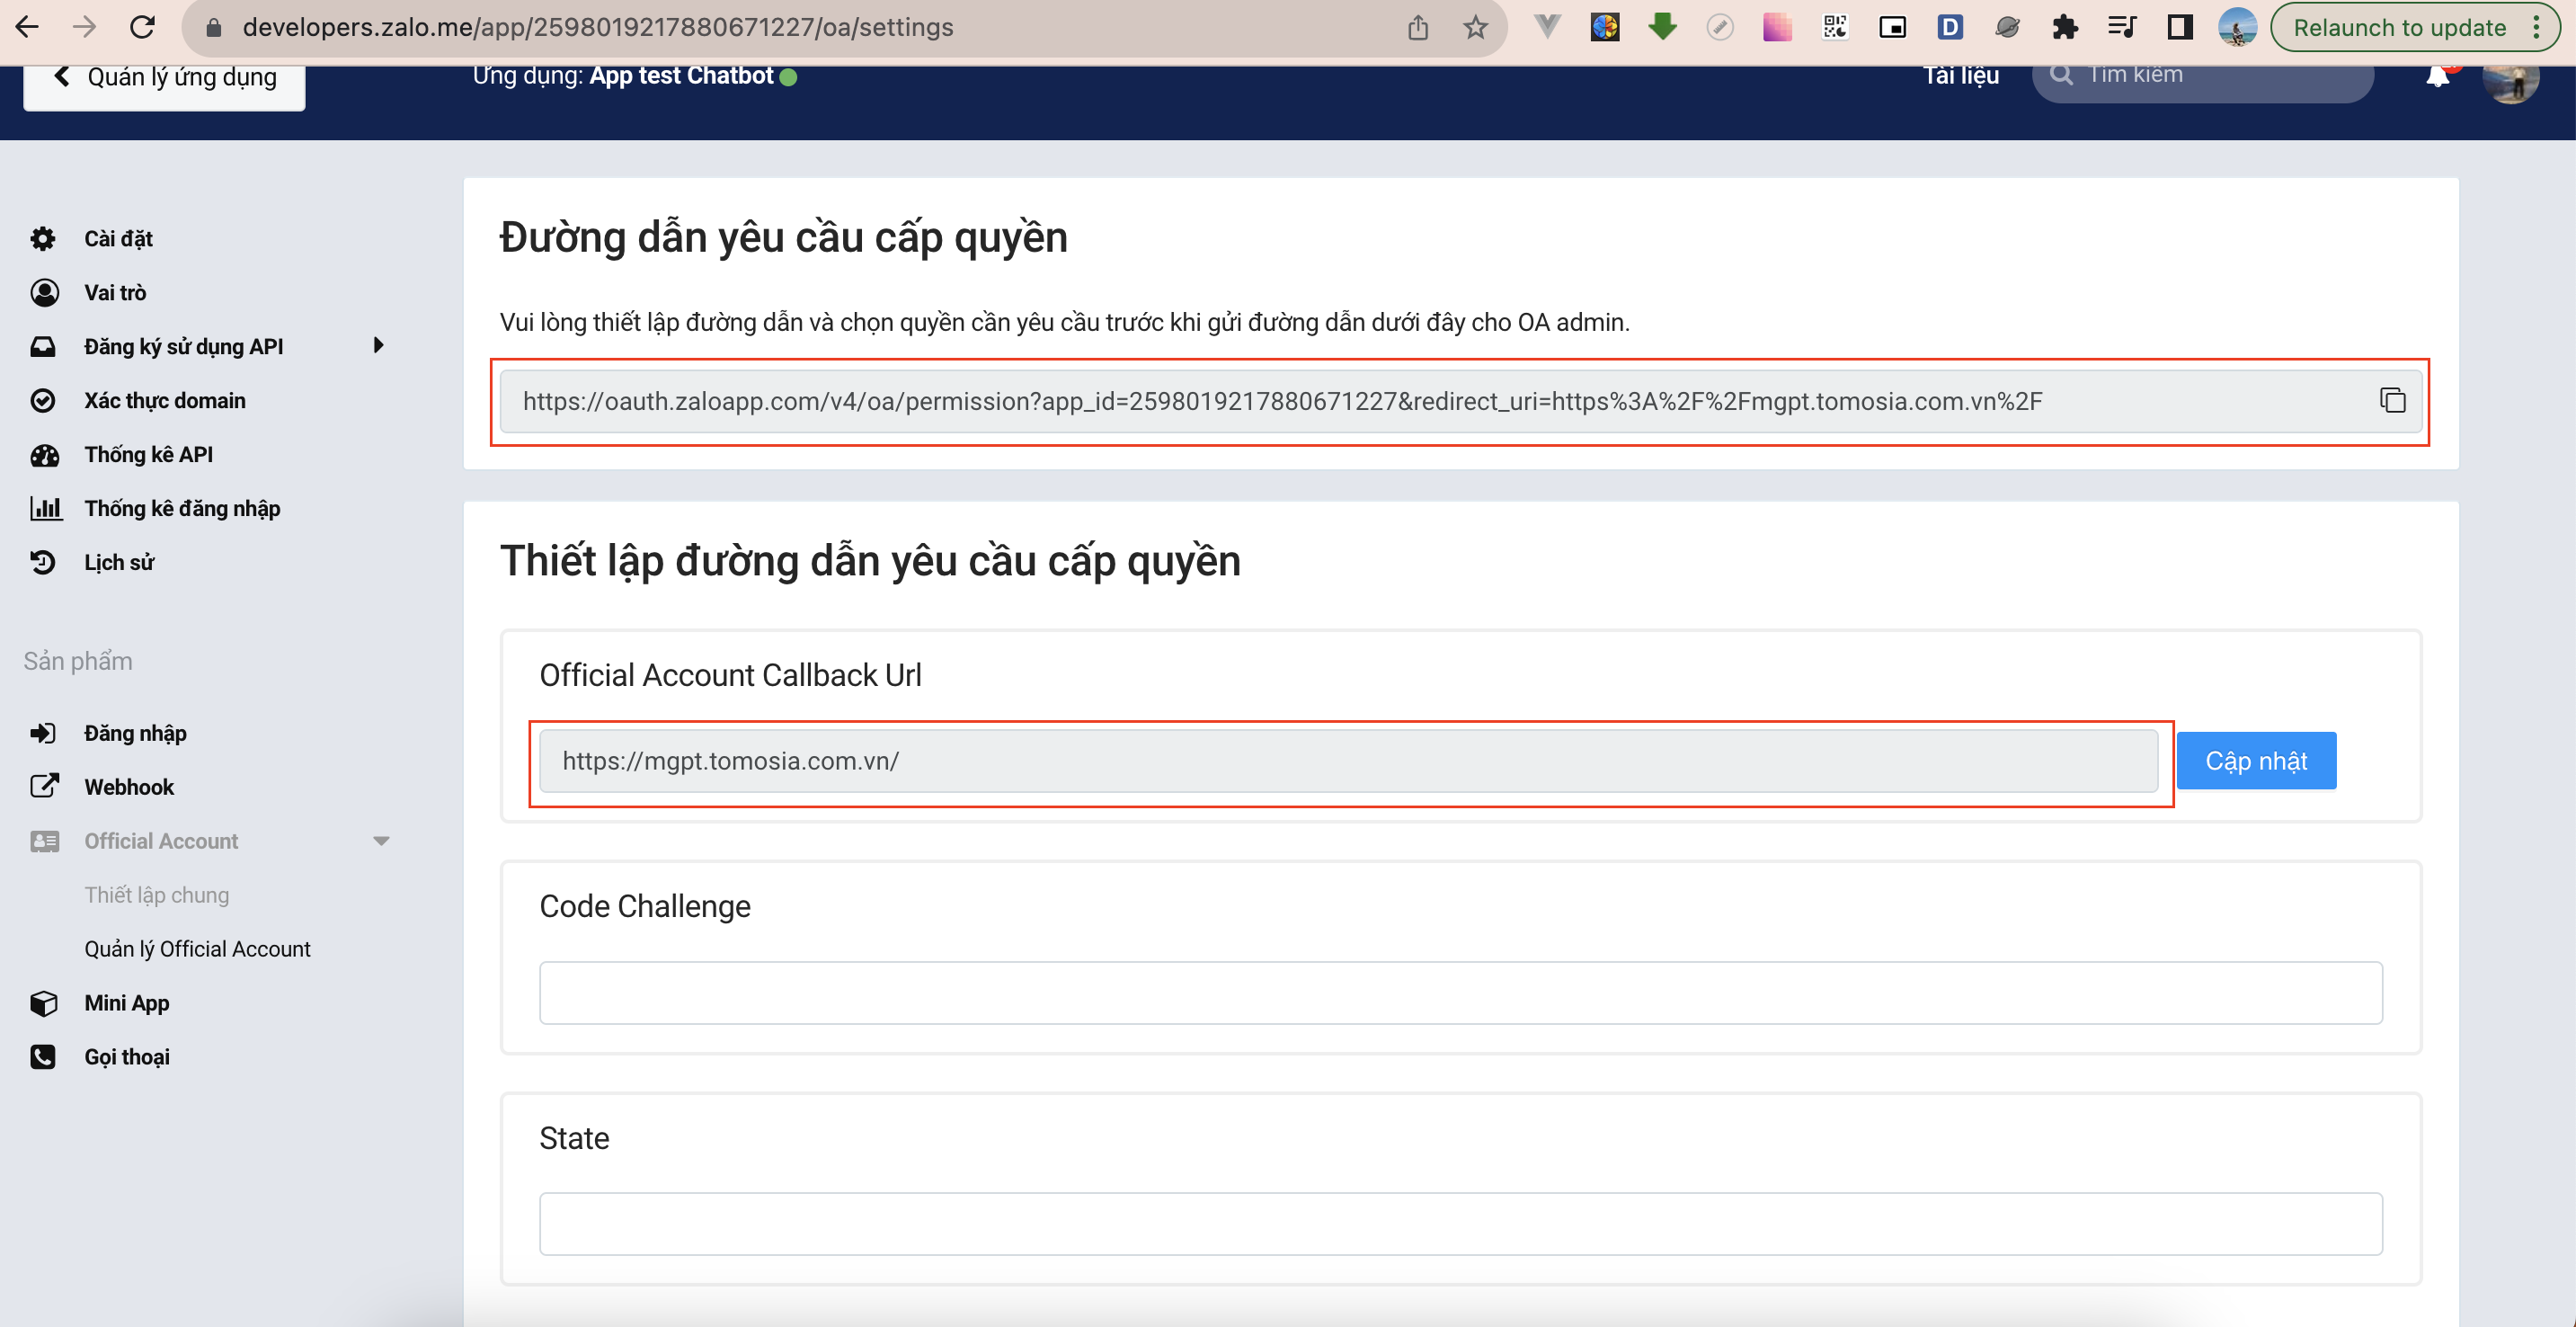 developers.zalo.me/app/2598019217880671227/oa/settings
Relaunch to update
Quản lý ứng dụng
Ứng dụng: App test Chatbot
Tài liệu
Tìm kiếm
Cài đặt
Vai trò
Đăng ký sử dụng API
Xác thực domain
Thống kê API
Thống kê đăng nhập
Lịch sử
Sản phẩm
Đăng nhập
Webhook
Official Account
Thiết lập chung
Quản lý Official Account
Mini App
Gọi thoại
Đường dẫn yêu cầu cấp quyền
Vui lòng thiết lập đường dẫn và chọn quyền cần yêu cầu trước khi gửi đường dẫn dưới đây cho OA admin.
https://oauth.zaloapp.com/v4/oa/permission?app_id=2598019217880671227&redirect_uri=https%3A%2F%2Fmgpt.tomosia.com.vn%2F
Thiết lập đường dẫn yêu cầu cấp quyền
Official Account Callback Url
https://mgpt.tomosia.com.vn/
Cập nhật
Code Challenge
State